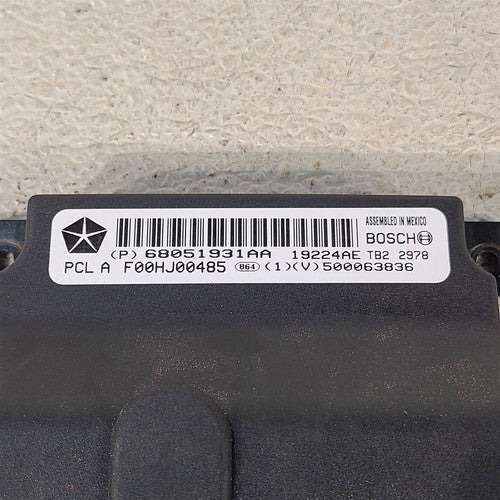 ASSEMBLED IN MEXICO
BOSCH
(P) 68051931AA 19224AE TB2 2978
PCL A F00HJ00485 864 (1)(V)500063836